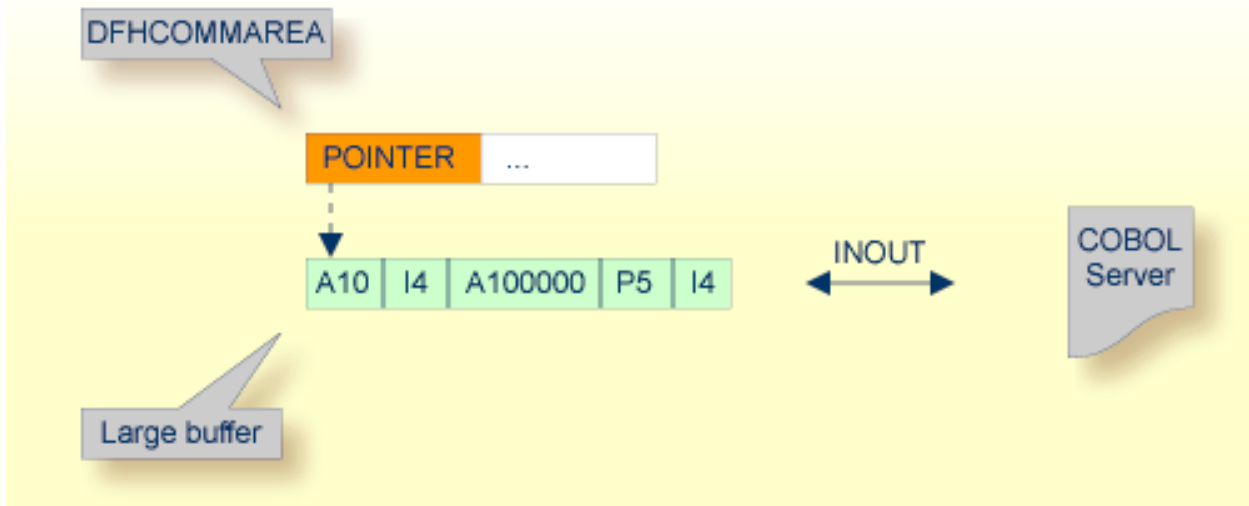 DFHCOMMAREA
POINTER ...
A10 I4 A100000 P5 I4
INOUT
COBOL
Server
Large buffer